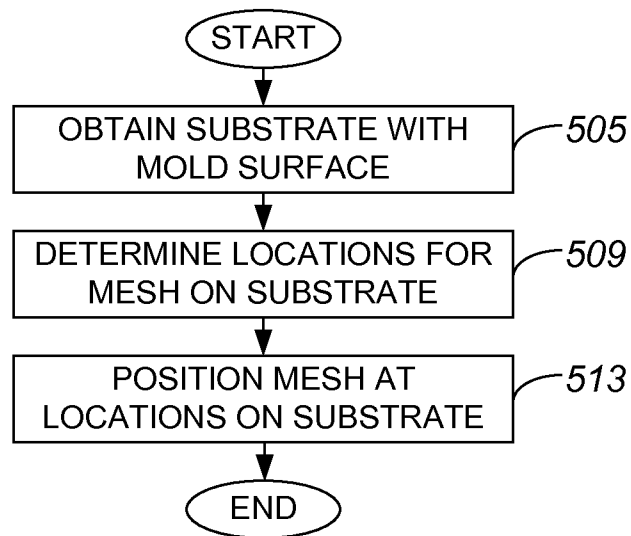 START
OBTAIN SUBSTRATE WITH
MOLD SURFACE
505
DETERMINE LOCATIONS FOR
MESH ON SUBSTRATE
509
POSITION MESH AT
LOCATIONS ON SUBSTRATE
513
END